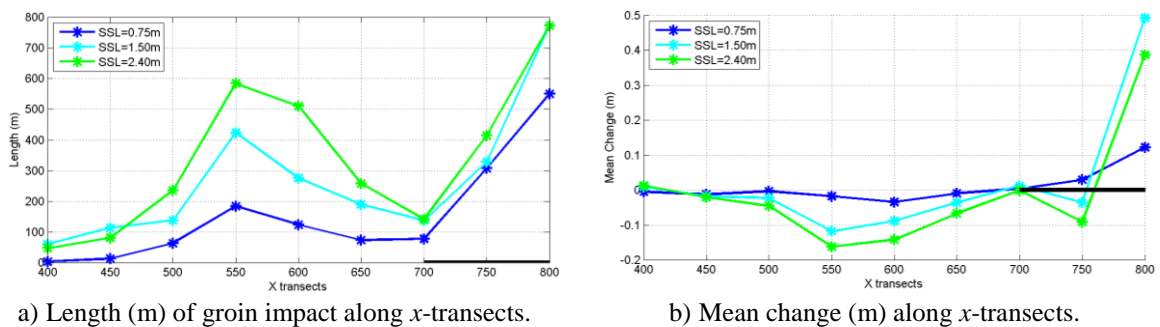 SSL=0.75m
SSL=1.50m
SSL=2.40m
Length (m)
800
700
600
500
400
300
200
100
0
400 450 500 550 600 650 700 750 800
X transects
a) Length (m) of groin impact along x-transects.
SSL=0.75m
SSL=1.50m
SSL=2.40m
Mean Change (m)
0.5
0.4
0.3
0.2
0.1
0
-0.1
-0.2
400 450 500 550 600 650 700 750 800
X transects
b) Mean change (m) along x-transects.